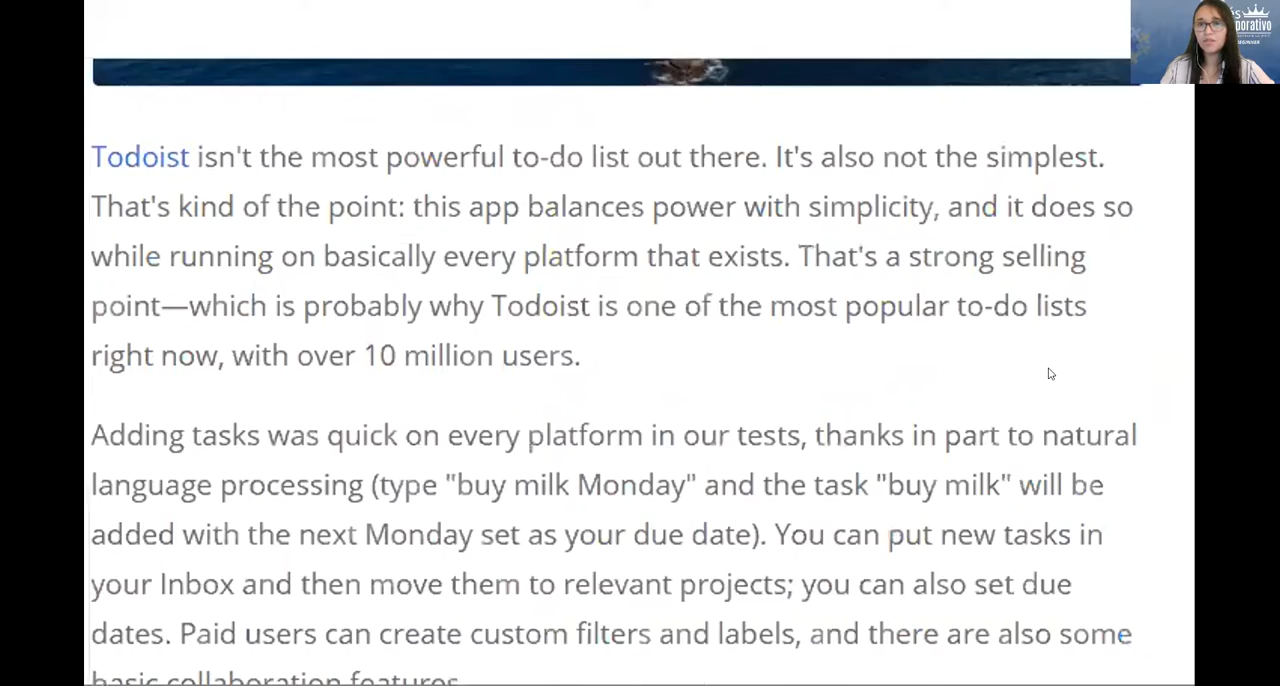 Todoist isn't the most powerful to-do list out there. It's also not the simplest.
That's kind of the point: this app balances power with simplicity, and it does so
while running on basically every platform that exists. That's a strong selling
point—which is probably why Todoist is one of the most popular to-do lists
right now, with over 10 million users.
Adding tasks was quick on every platform in our tests, thanks in part to natural
language processing (type "buy milk Monday" and the task "buy milk" will be
added with the next Monday set as your due date). You can put new tasks in
your Inbox and then move them to relevant projects; you can also set due
dates. Paid users can create custom filters and labels, and there are also some
basic collaboration features.